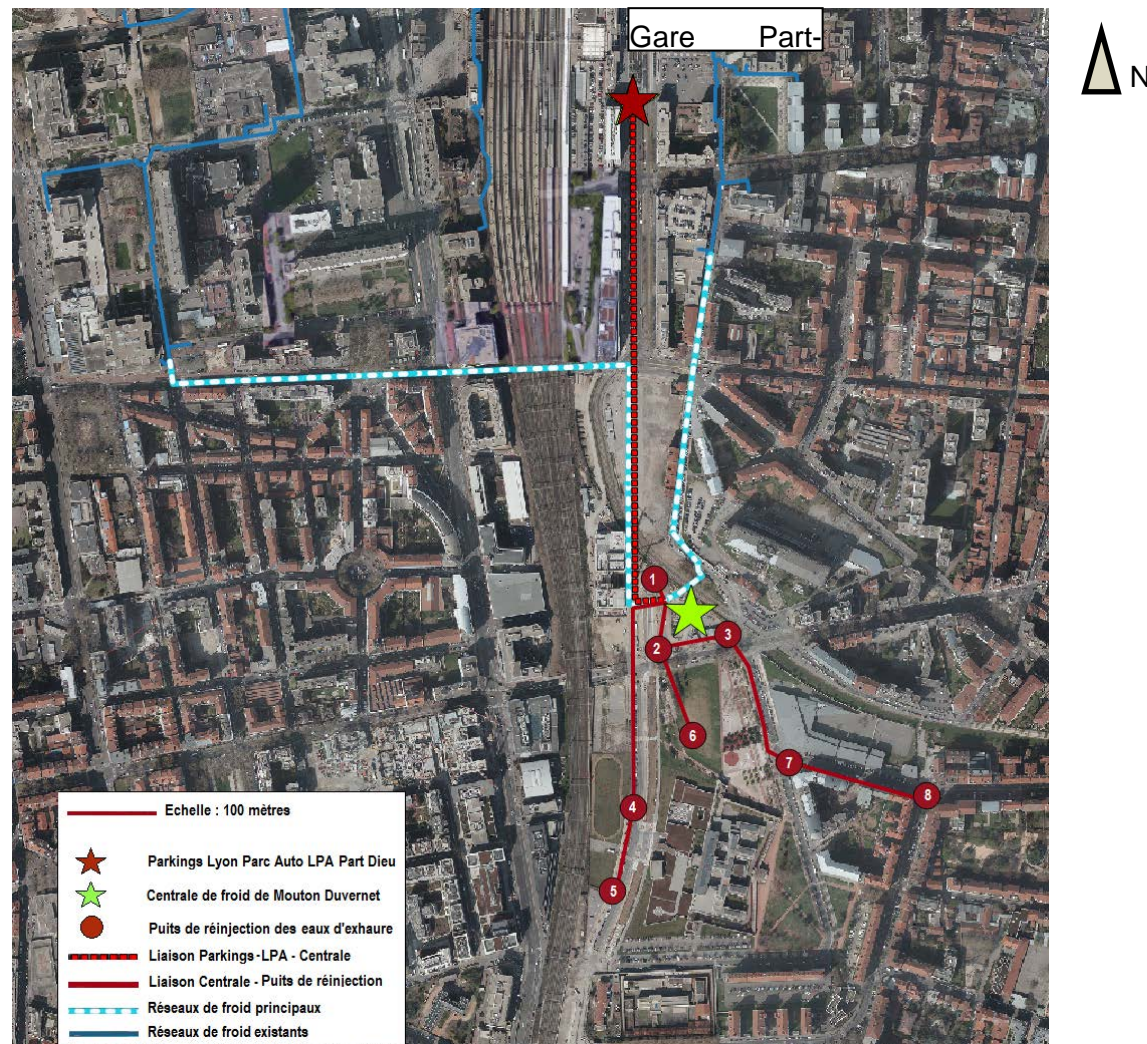 Gare Part-
N
1
2
3
6
7
4
8
5
Echelle : 100 mètres
Parkings Lyon Parc Auto LPA Part Dieu
Centrale de froid de Mouton Duvernet
Puits de réinjection des eaux d'exhaure
Liaison Parkings-LPA - Centrale
Liaison Centrale - Puits de réinjection
Réseaux de froid principaux
Réseaux de froid existants